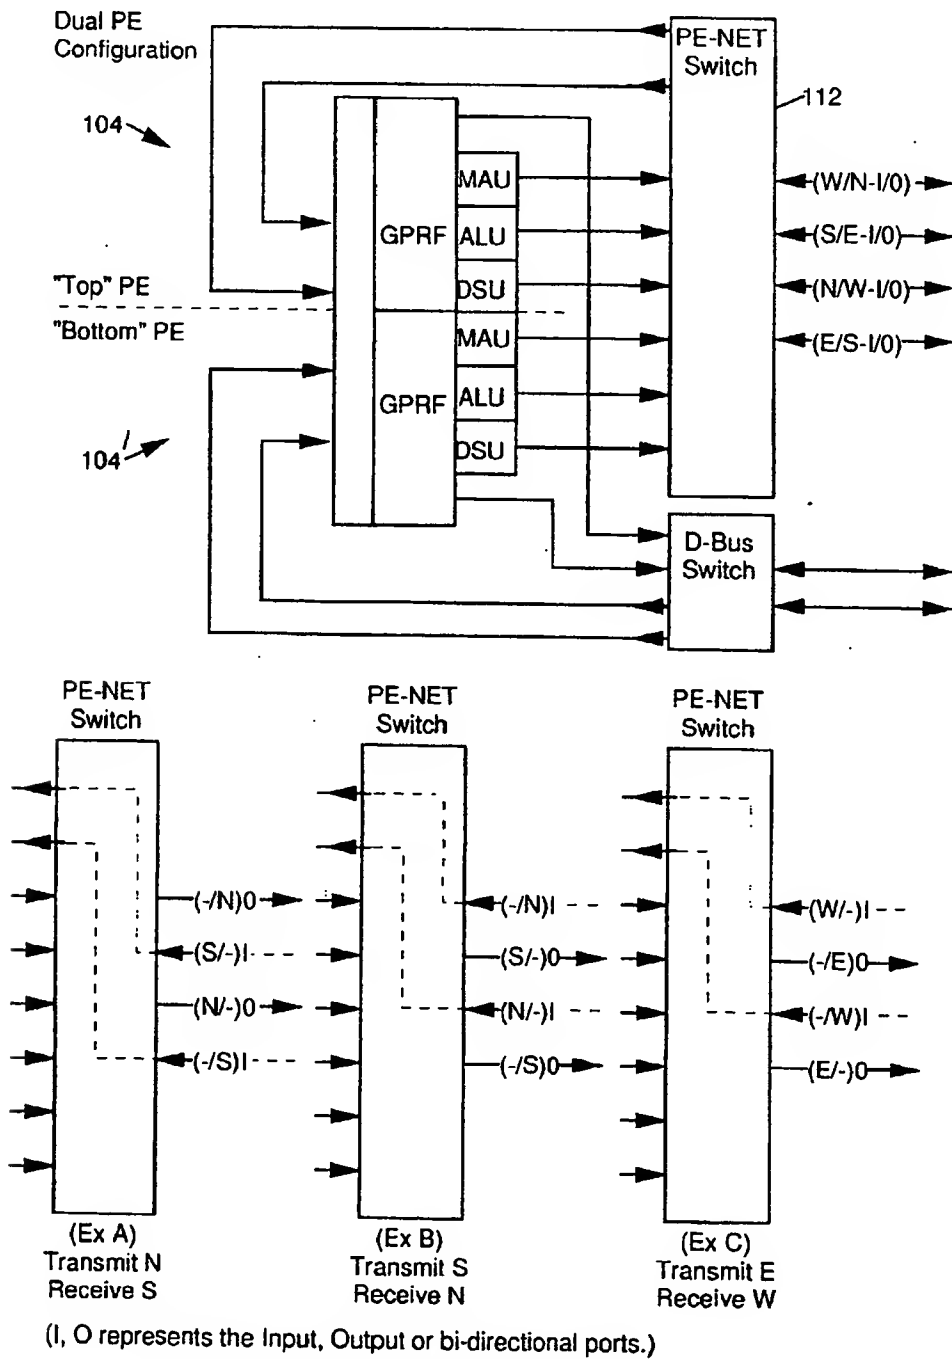 Dual PE
Configuration
PE-NET
Switch
112
104
MAU
(W/N-I/0)
GPRF
ALU
(S/E-I/0)
"Top" PE
DSU
(N/W-I/0)
"Bottom" PE
MAU
(E/S-I/0)
GPRF
ALU
104'
DSU
D-Bus
Switch
PE-NET
Switch
PE-NET
Switch
PE-NET
Switch
(-/N)0
(S/-)I
(N/-)0
(-/S)I
(-/N)I
(S/-)0
(N/-)I
(-/S)0
(W/-)I
(-/E)0
(-/W)I
(E/-)0
(Ex A)
Transmit N
Receive S
(Ex B)
Transmit S
Receive N
(Ex C)
Transmit E
Receive W
(I, O represents the Input, Output or bi-directional ports.)